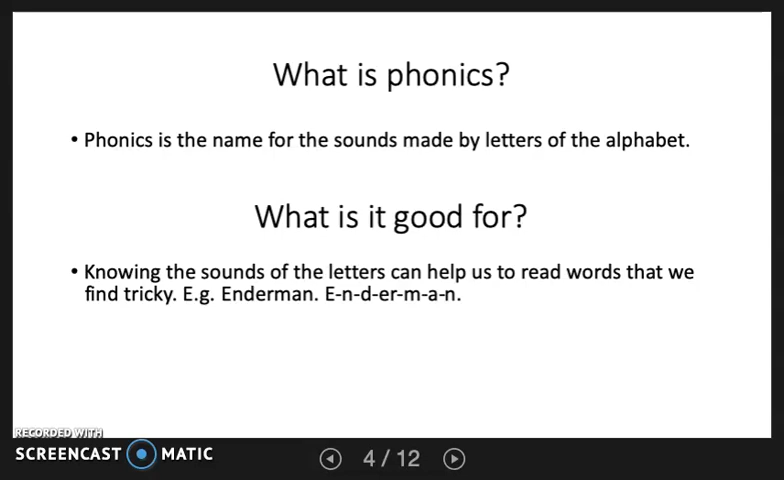 What is phonics?
• Phonics is the name for the sounds made by letters of the alphabet.
What is it good for?
• Knowing the sounds of the letters can help us to read words that we
find tricky. E.g. Enderman. E-n-d-er-m-a-n.
RECORDED WITH
SCREENCAST MATIC
4 / 12